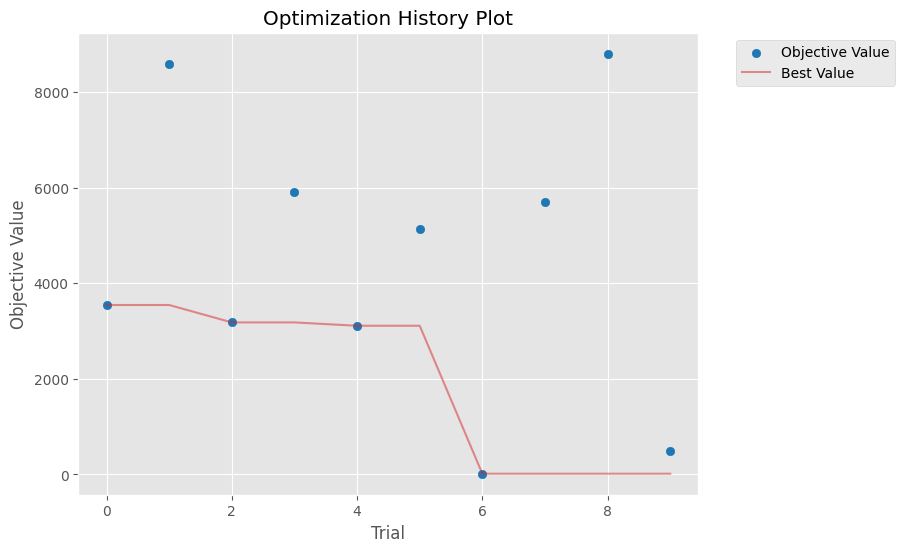 Optimization History Plot
Objective Value
Best Value
8000
6000
4000
2000
0
Objective Value
0 2 4 6 8
Trial